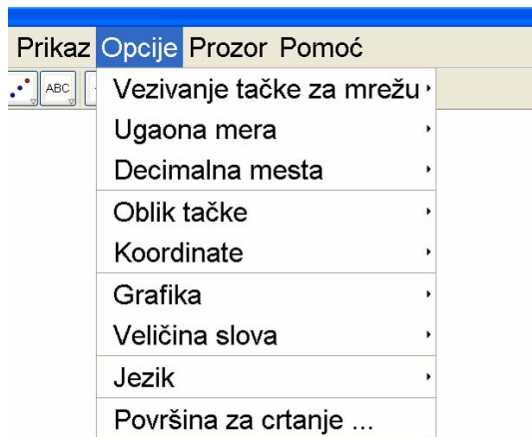 Prikaz Opcije Prozor Pomoć
ABC
Vezivanje tačke za mrežu
Ugaona mera
Decimalna mesta
Oblik tačke
Koordinate
Grafika
Veličina slova
Jezik
Površina za crtanje ...